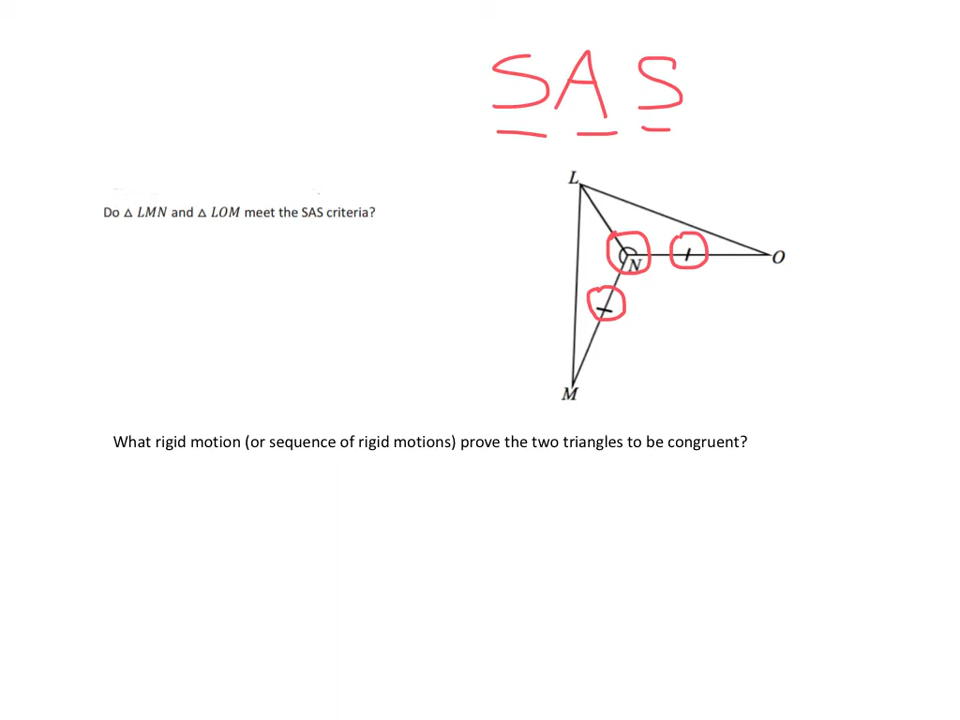 SAS
L
Do △ LMN and △ LOM meet the SAS criteria?
N
O
M
What rigid motion (or sequence of rigid motions) prove the two triangles to be congruent?